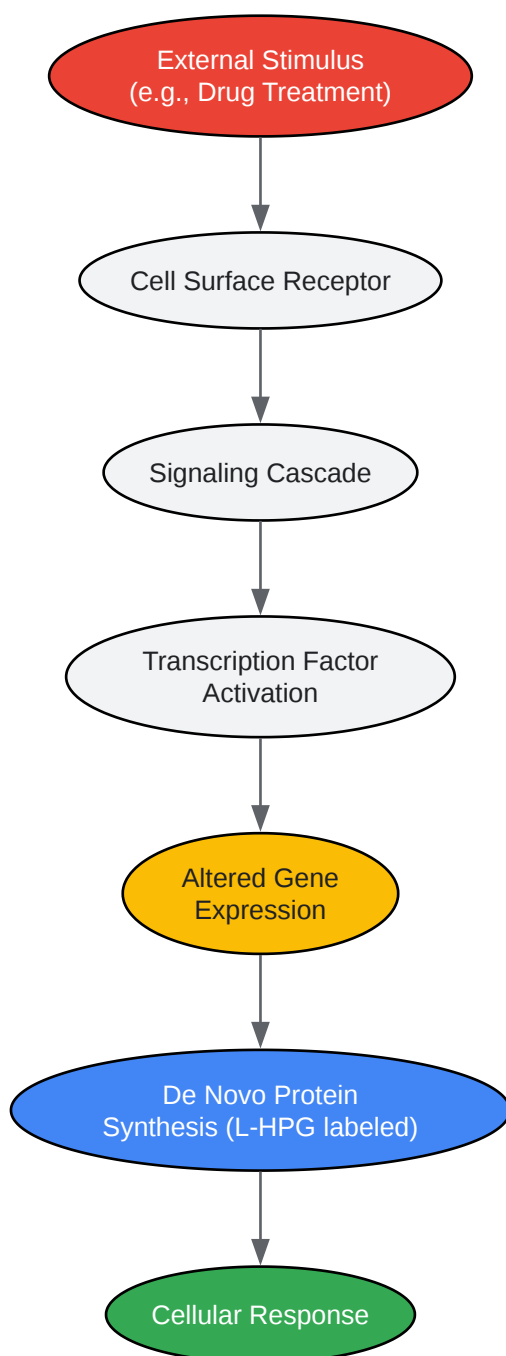 External Stimulus
(e.g., Drug Treatment)
Cell Surface Receptor
Signaling Cascade
Transcription Factor
Activation
Altered Gene
Expression
De Novo Protein
Synthesis (L-HPG labeled)
Cellular Response